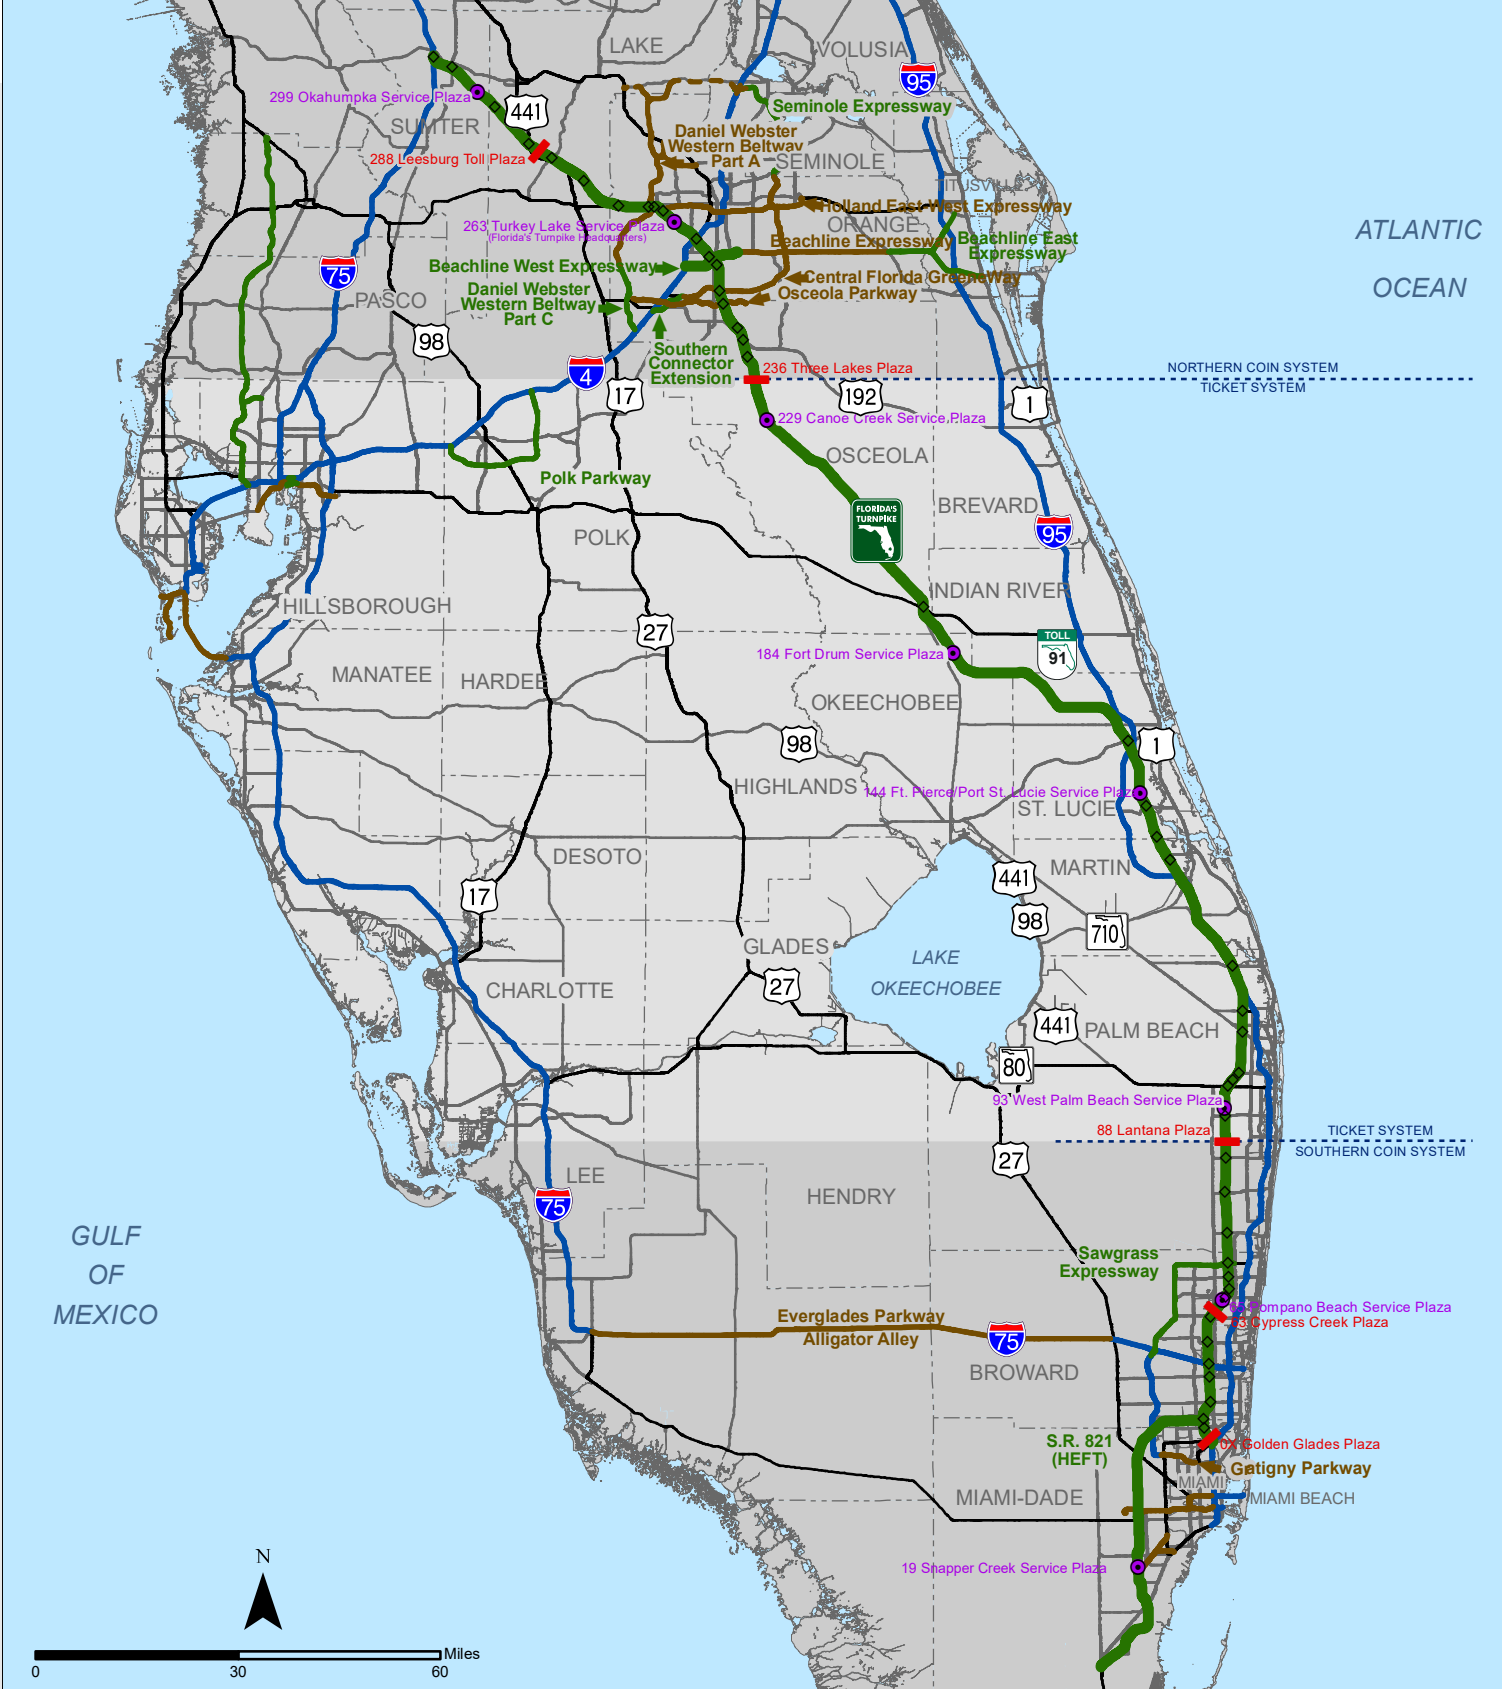 LAKE
VOLUSIA
95
299 Okahumpka Service Plaza
441
Seminole Expressway
SUMTER
Daniel Webster
Western Beltway
Part A
288 Leesburg Toll Plaza
SEMINOLE
TITUSVILLE
Holland East-West Expressway
263 Turkey Lake Service Plaza
(Florida's Turnpike Headquarters)
ORANGE
ATLANTIC
OCEAN
Beachline Expressway
Beachline East
Expressway
Beachline West Expressway
75
Central Florida GreeneWay
Daniel Webster
Western Beltway
Part C
Osceola Parkway
PASCO
98
Southern
Connector
Extension
4
236 Three Lakes Plaza
NORTHERN COIN SYSTEM
TICKET SYSTEM
17
192
1
229 Canoe Creek Service Plaza
OSCEOLA
Polk Parkway
BREVARD
FLORIDA'S
TURNPIKE
95
POLK
INDIAN RIVER
HILLSBOROUGH
27
TOLL
91
184 Fort Drum Service Plaza
MANATEE
HARDEE
OKEECHOBEE
98
1
HIGHLANDS
144 Ft. Pierce/Port St. Lucie Service Plaza
ST. LUCIE
DESOTO
MARTIN
441
17
98
710
GLADES
LAKE
OKEECHOBEE
27
CHARLOTTE
441
PALM BEACH
80
93 West Palm Beach Service Plaza
88 Lantana Plaza
TICKET SYSTEM
SOUTHERN COIN SYSTEM
27
LEE
75
HENDRY
GULF
OF
MEXICO
Sawgrass
Expressway
Pompano Beach Service Plaza
Cypress Creek Plaza
Everglades Parkway
Alligator Alley
75
BROWARD
S.R. 821
(HEFT)
0X Golden Glades Plaza
Gratigny Parkway
MIAMI
MIAMI-DADE
MIAMI BEACH
19 Snapper Creek Service Plaza
N
Miles
0 30 60